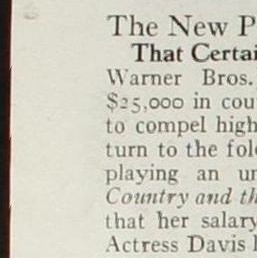 The New P
That Certai
Warner Bros.
$25,000 in cou
to compel high
turn to the fol
playing an un
Country and th
that her salary
Actress Davis h